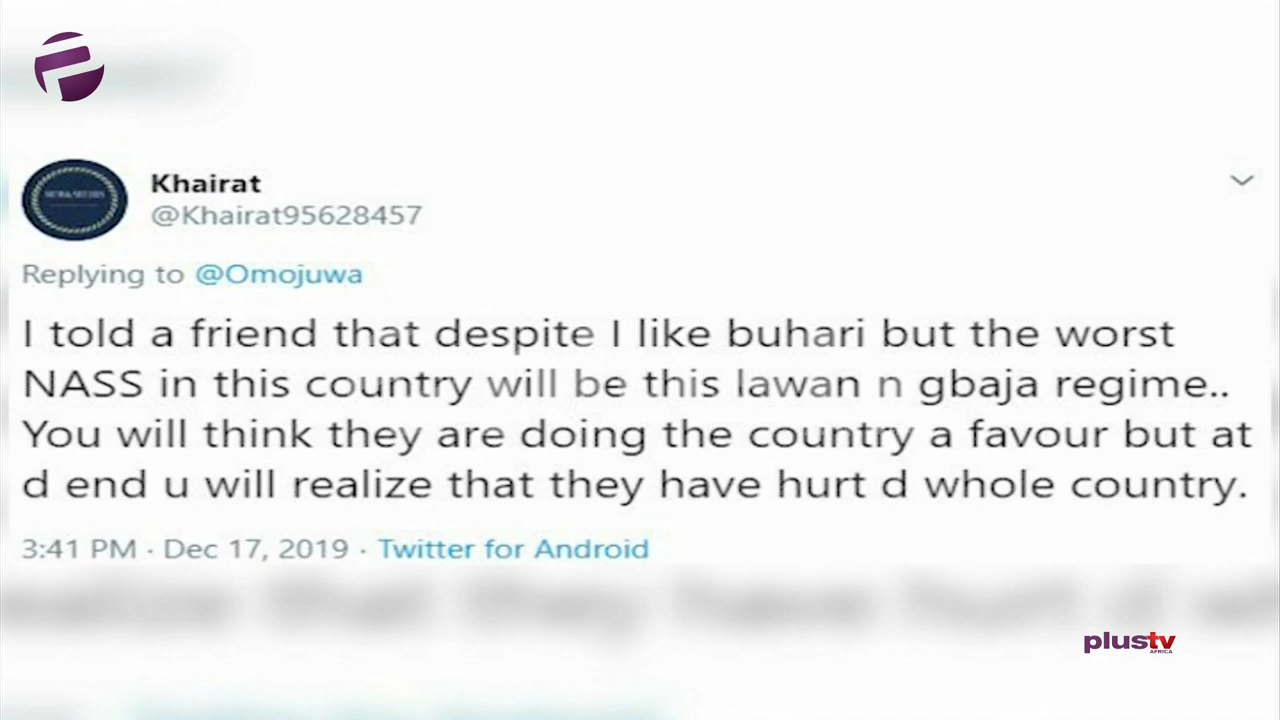 Khairat
@Khairat95628457
Replying to @Omojuwa
I told a friend that despite I like buhari but the worst
NASS in this country will be this lawan n gbaja regime..
You will think they are doing the country a favour but at
d end u will realize that they have hurt d whole country.
3:41 PM · Dec 17, 2019 · Twitter for Android
plustv
AFRICA